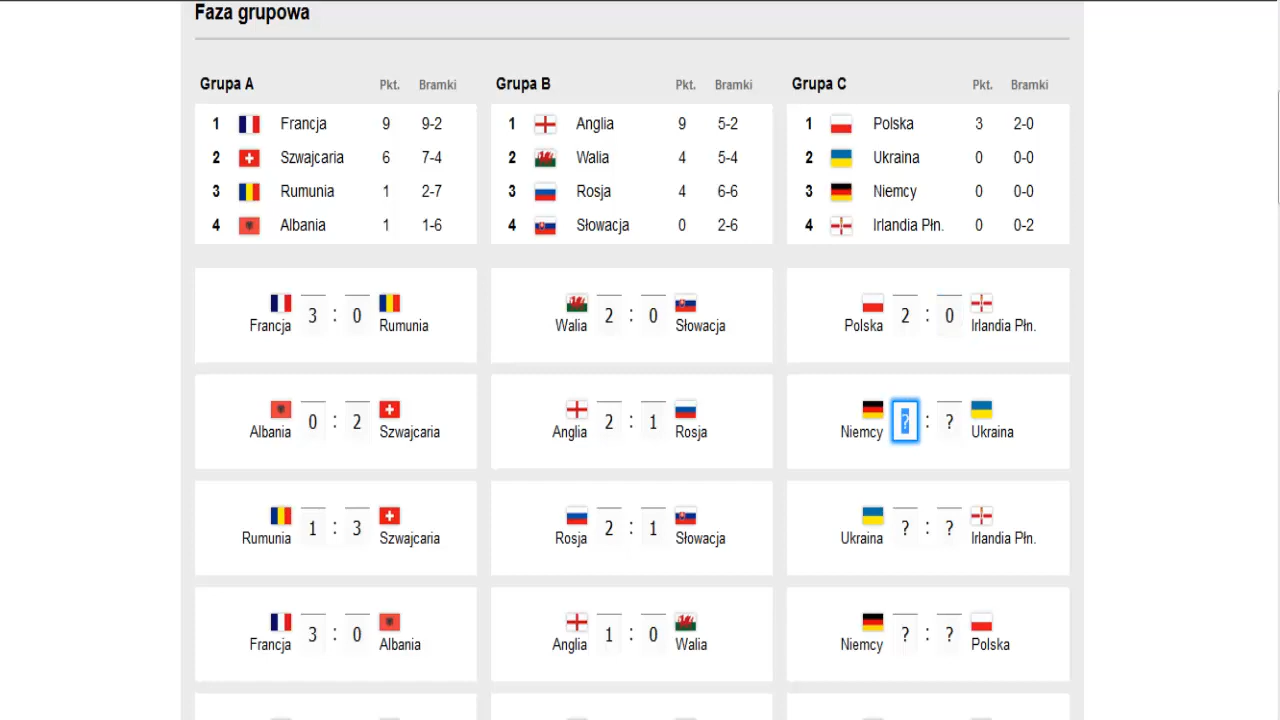 Faza grupowa
Grupa A Pkt. Bramki
1 Francja 9 9-2
2 Szwajcaria 6 7-4
3 Rumunia 1 2-7
4 Albania 1 1-6
Francja 3 : 0 Rumunia
Albania 0 : 2 Szwajcaria
Rumunia 1 : 3 Szwajcaria
Francja 3 : 0 Albania
Grupa B Pkt. Bramki
1 Anglia 9 5-2
2 Walia 4 5-4
3 Rosja 4 6-6
4 Słowacja 0 2-6
Walia 2 : 0 Słowacja
Anglia 2 : 1 Rosja
Rosja 2 : 1 Słowacja
Anglia 1 : 0 Walia
Grupa C Pkt. Bramki
1 Polska 3 2-0
2 Ukraina 0 0-0
3 Niemcy 0 0-0
4 Irlandia Płn. 0 0-2
Polska 2 : 0 Irlandia Płn.
Niemcy ? : ? Ukraina
Ukraina ? : ? Irlandia Płn.
Niemcy ? : ? Polska